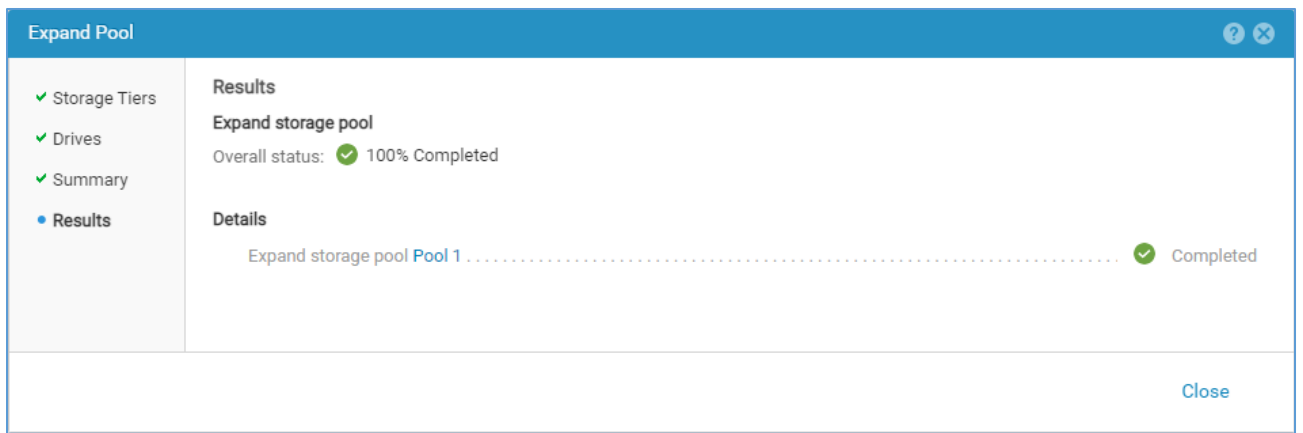 Expand Pool
Storage Tiers
Drives
Summary
Results
Results
Expand storage pool
Overall status: 100% Completed
Details
Expand storage pool Pool 1 ........................................................................................ Completed
Close